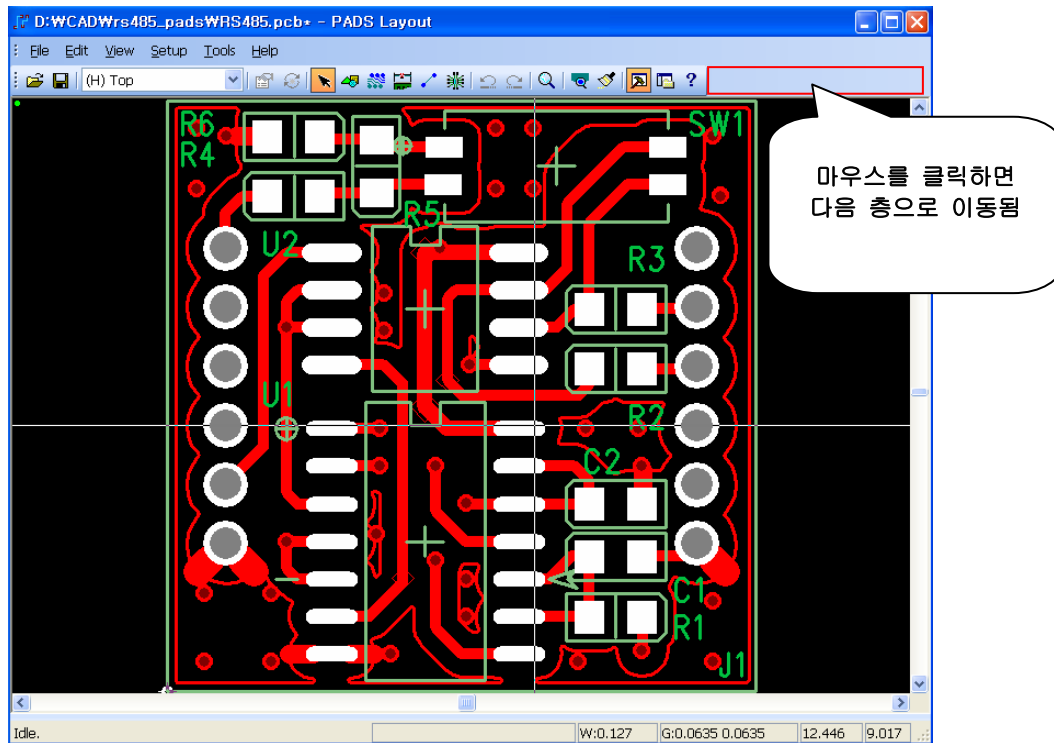 D:₩CAD₩rs485_pads₩RS485.pcb* - PADS Layout
File Edit View Setup Tools Help
(H) Top
?
마우스를 클릭하면
다음 층으로 이동됨
R6
R4
SW1
R5
U2
R3
U1
R2
C2
C1
R1
J1
Idle.
W:0.127
G:0.0635 0.0635
12.446
9.017